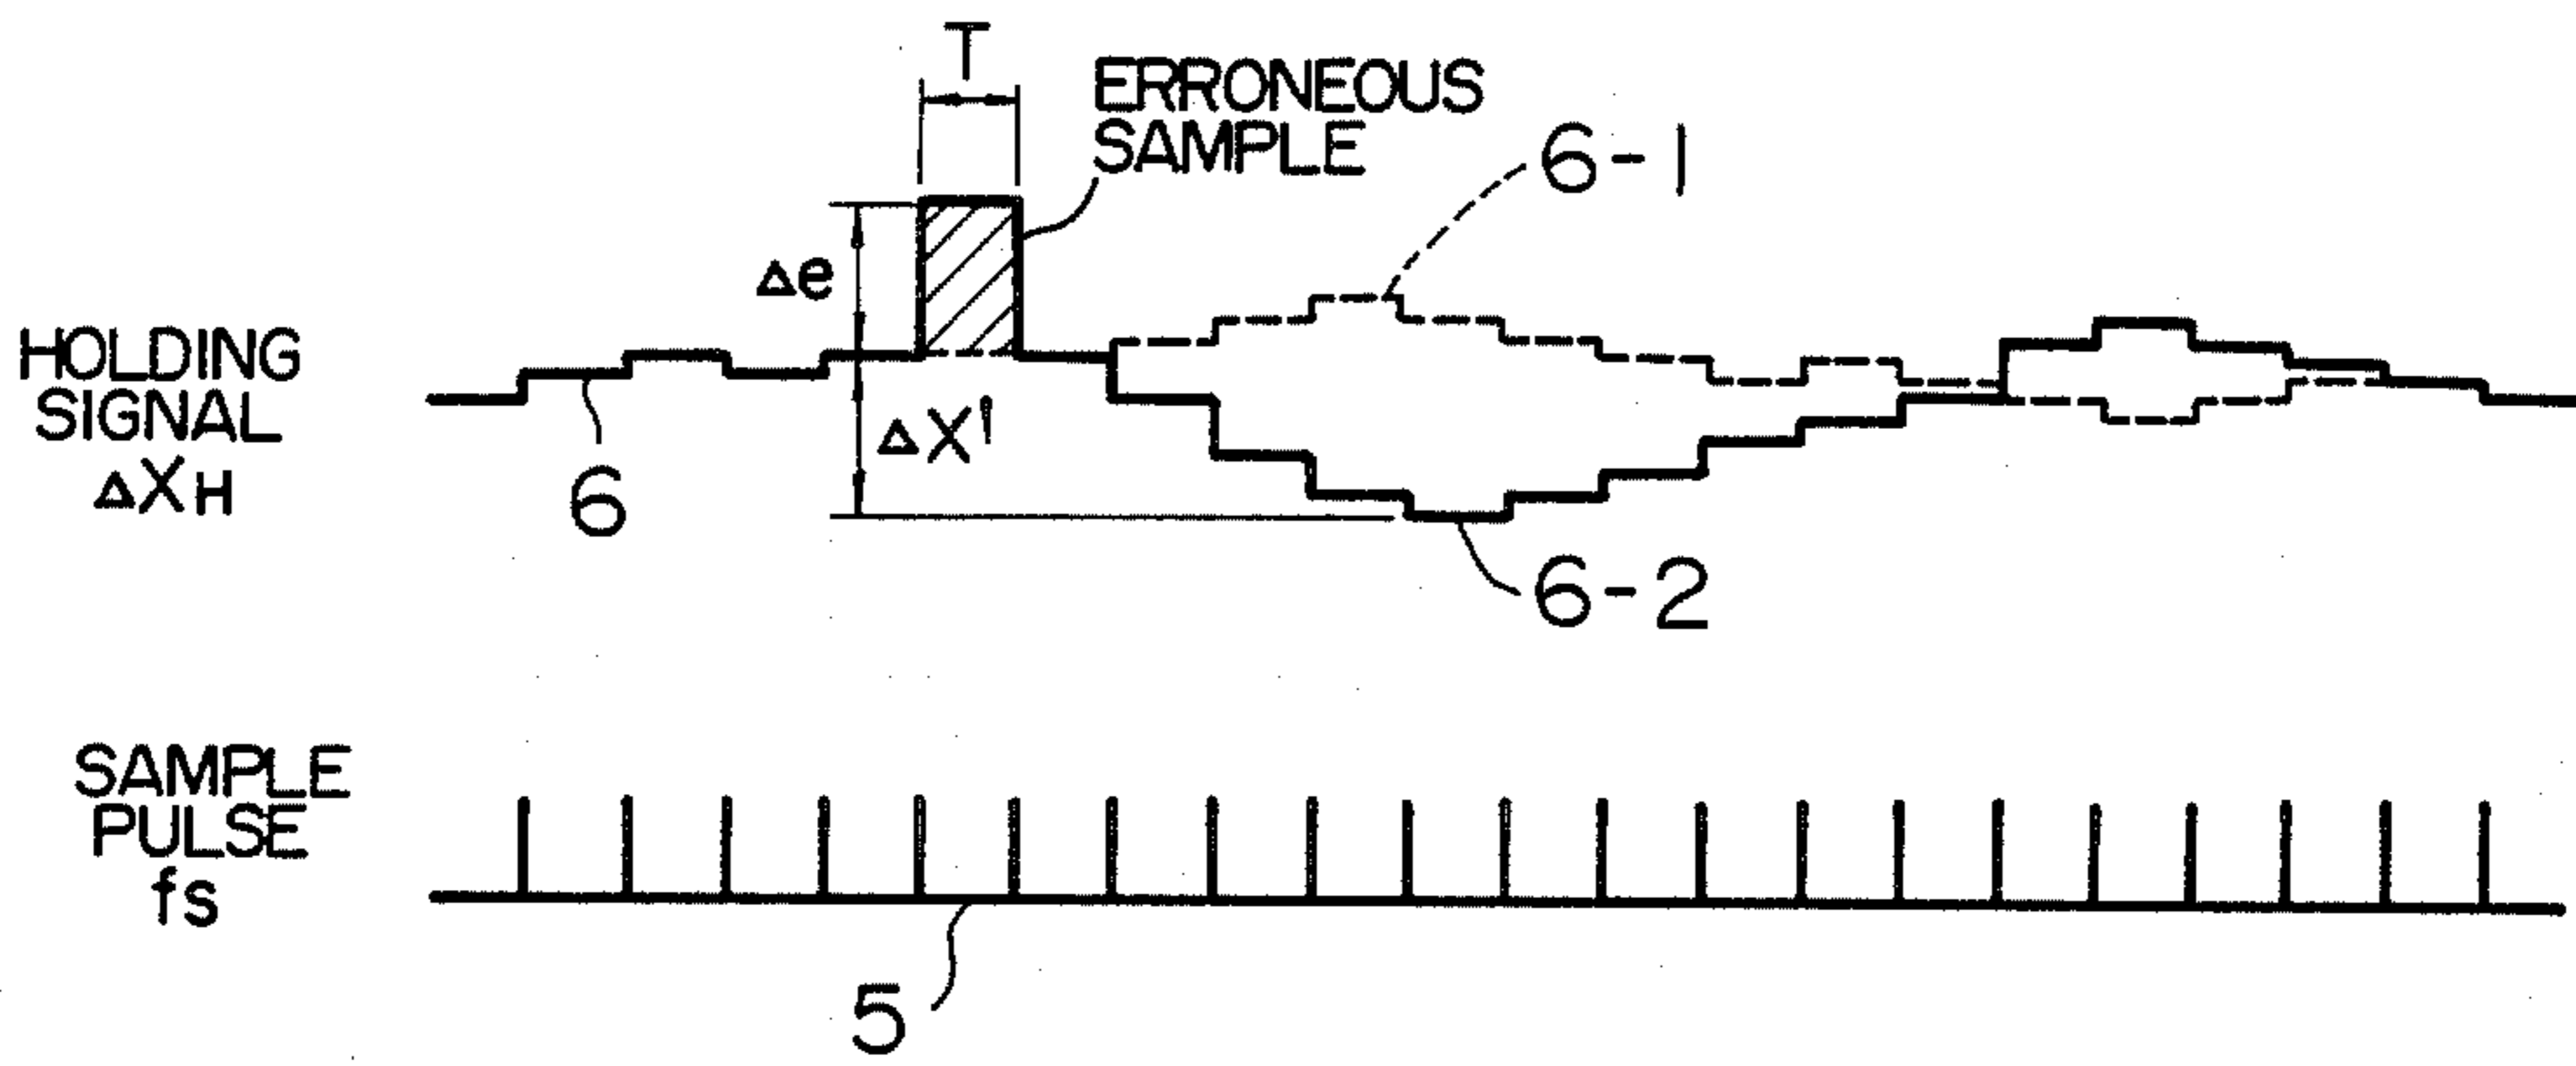 T
ERRONEOUS
SAMPLE
6-1
Δe
HOLDING
SIGNAL
ΔXH
6
ΔX'
6-2
SAMPLE
PULSE
fs
5